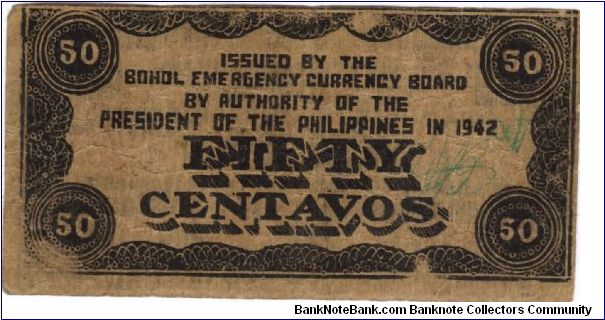 50 50
ISSUED BY THE
BOHOL EMERGENCY CURRENCY BOARD
BY AUTHORITY OF THE
PRESIDENT OF THE PHILIPPINES IN 1942
FIFTY
CENTAVOS
50 50
BankNoteBank.com Banknote Collectors Community